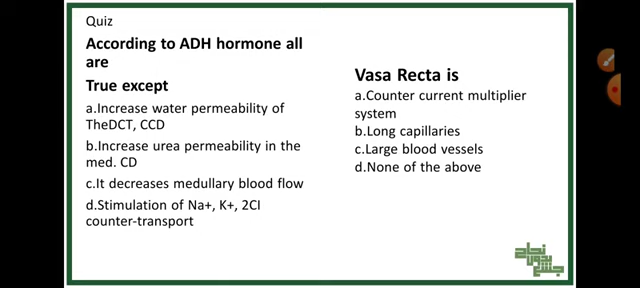 Quiz
According to ADH hormone all
are
True except
a.Increase water permeability of
TheDCT, CCD
b.Increase urea permeability in the
med. CD
c.It decreases medullary blood flow
d.Stimulation of Na+, K+, 2Cl
counter-transport
Vasa Recta is
a.Counter current multiplier
system
b.Long capillaries
c.Large blood vessels
d.None of the above